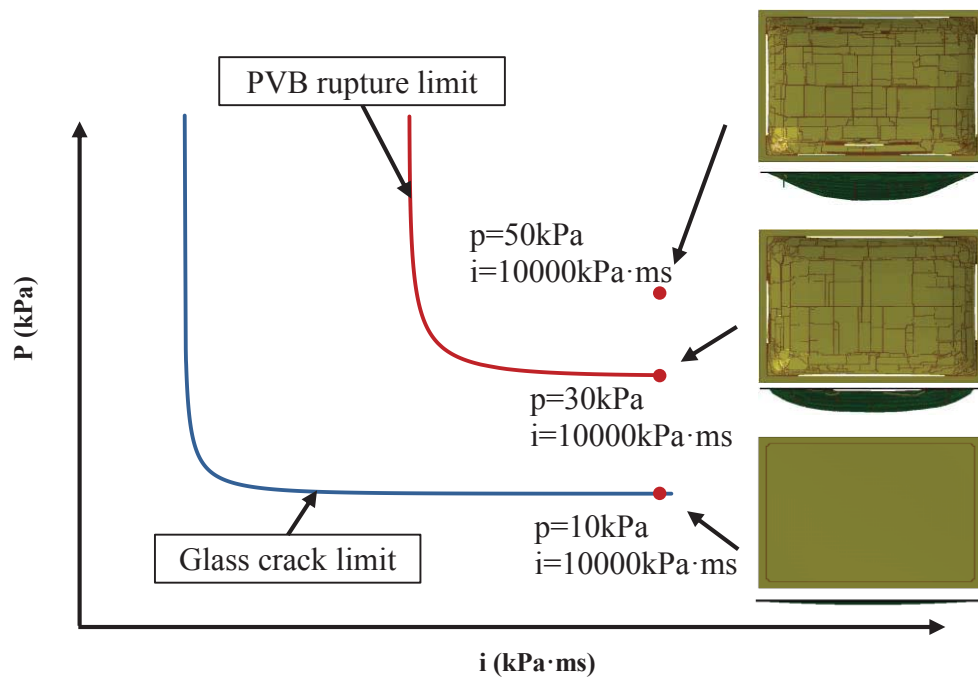 PVB rupture limit
p=50kPa
i=10000kPa·ms
P (kPa)
p=30kPa
i=10000kPa·ms
p=10kPa
i=10000kPa·ms
Glass crack limit
i (kPa·ms)